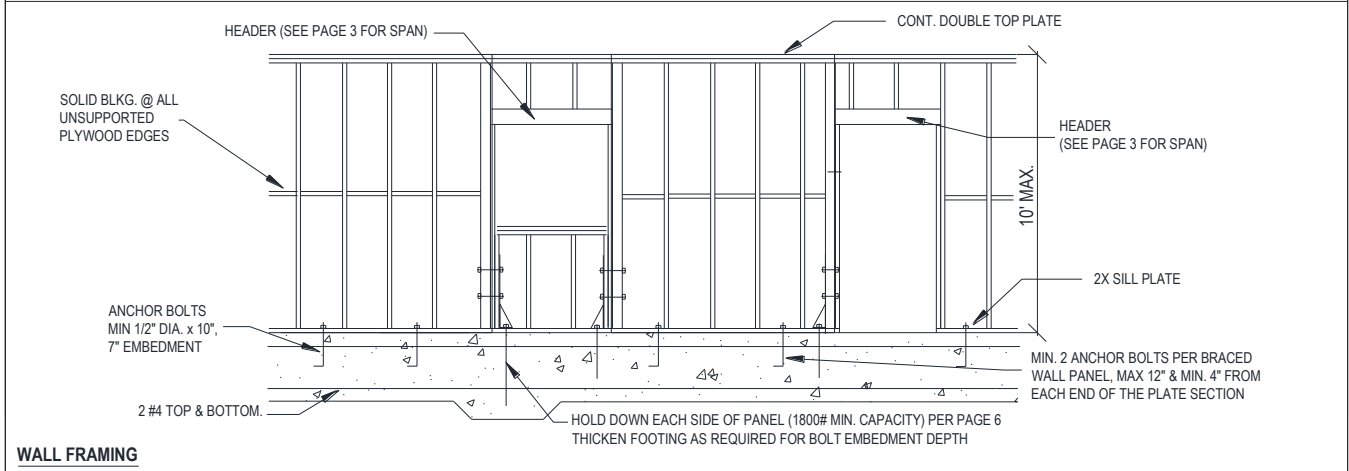 HEADER (SEE PAGE 3 FOR SPAN)
CONT. DOUBLE TOP PLATE
SOLID BLKG. @ ALL
UNSUPPORTED
PLYWOOD EDGES
HEADER
(SEE PAGE 3 FOR SPAN)
10' MAX.
2X SILL PLATE
ANCHOR BOLTS
MIN 1/2" DIA. x 10",
7" EMBEDMENT
MIN. 2 ANCHOR BOLTS PER BRACED
WALL PANEL, MAX 12" & MIN. 4" FROM
EACH END OF THE PLATE SECTION
2 #4 TOP & BOTTOM.
HOLD DOWN EACH SIDE OF PANEL (1800# MIN. CAPACITY) PER PAGE 6
THICKEN FOOTING AS REQUIRED FOR BOLT EMBEDMENT DEPTH
WALL FRAMING